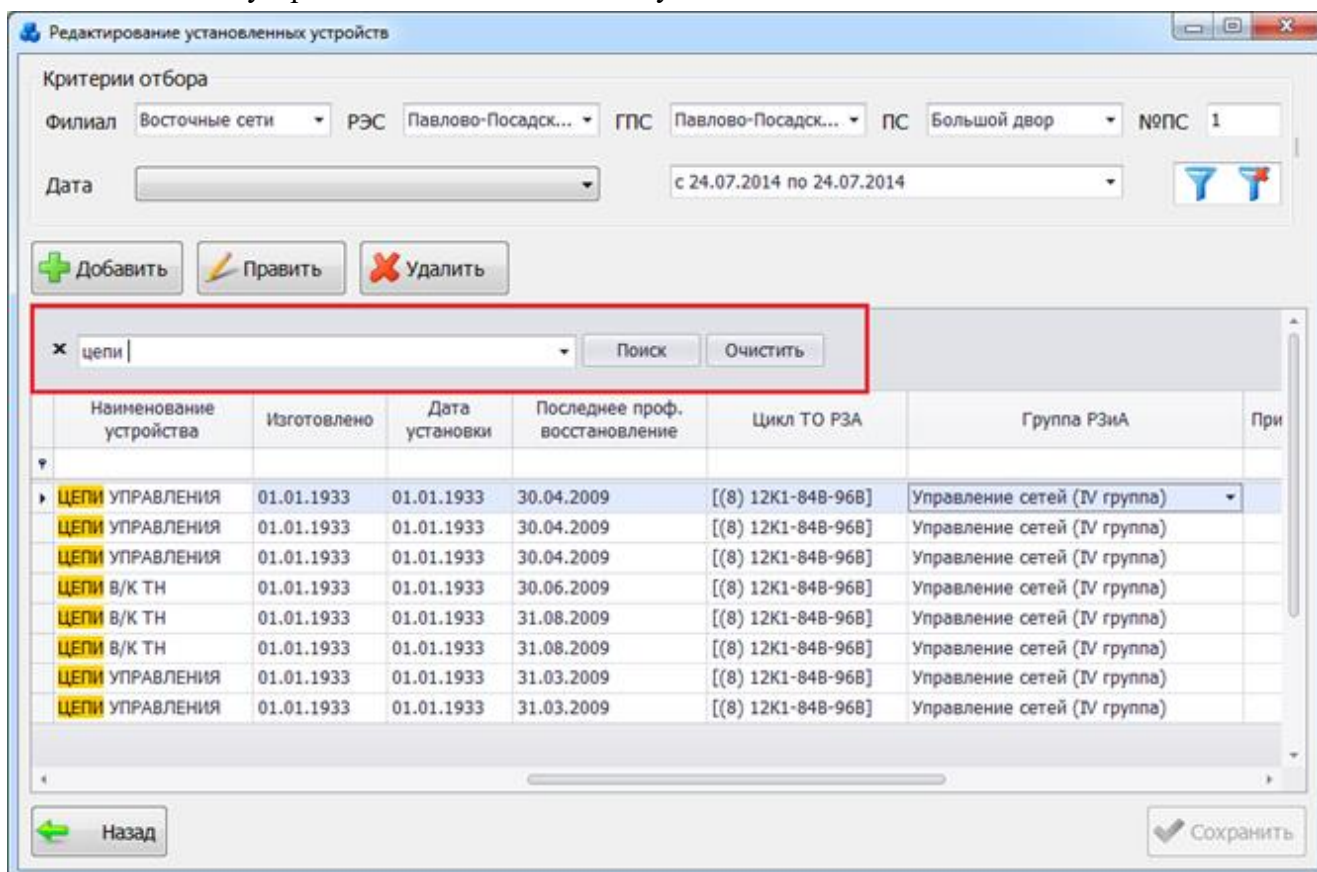 Редактирование установленных устройств
Критерии отбора
Филиал Восточные сети РЭС Павлово-Посадск... ГПС Павлово-Посадск... ПС Большой двор №ПС 1
Дата с 24.07.2014 по 24.07.2014
Добавить Править Удалить
цепи Поиск Очистить
Наименование устройства Изготовлено Дата установки Последнее проф. восстановление Цикл ТО РЗА Группа РЗиА При
ЦЕПИ УПРАВЛЕНИЯ 01.01.1933 01.01.1933 30.04.2009 [(8) 12К1-84В-96В] Управление сетей (IV группа)
ЦЕПИ УПРАВЛЕНИЯ 01.01.1933 01.01.1933 30.04.2009 [(8) 12К1-84В-96В] Управление сетей (IV группа)
ЦЕПИ УПРАВЛЕНИЯ 01.01.1933 01.01.1933 30.04.2009 [(8) 12К1-84В-96В] Управление сетей (IV группа)
ЦЕПИ В/К ТН 01.01.1933 01.01.1933 30.06.2009 [(8) 12К1-84В-96В] Управление сетей (IV группа)
ЦЕПИ В/К ТН 01.01.1933 01.01.1933 31.08.2009 [(8) 12К1-84В-96В] Управление сетей (IV группа)
ЦЕПИ В/К ТН 01.01.1933 01.01.1933 31.08.2009 [(8) 12К1-84В-96В] Управление сетей (IV группа)
ЦЕПИ УПРАВЛЕНИЯ 01.01.1933 01.01.1933 31.03.2009 [(8) 12К1-84В-96В] Управление сетей (IV группа)
ЦЕПИ УПРАВЛЕНИЯ 01.01.1933 01.01.1933 31.03.2009 [(8) 12К1-84В-96В] Управление сетей (IV группа)
Назад Сохранить